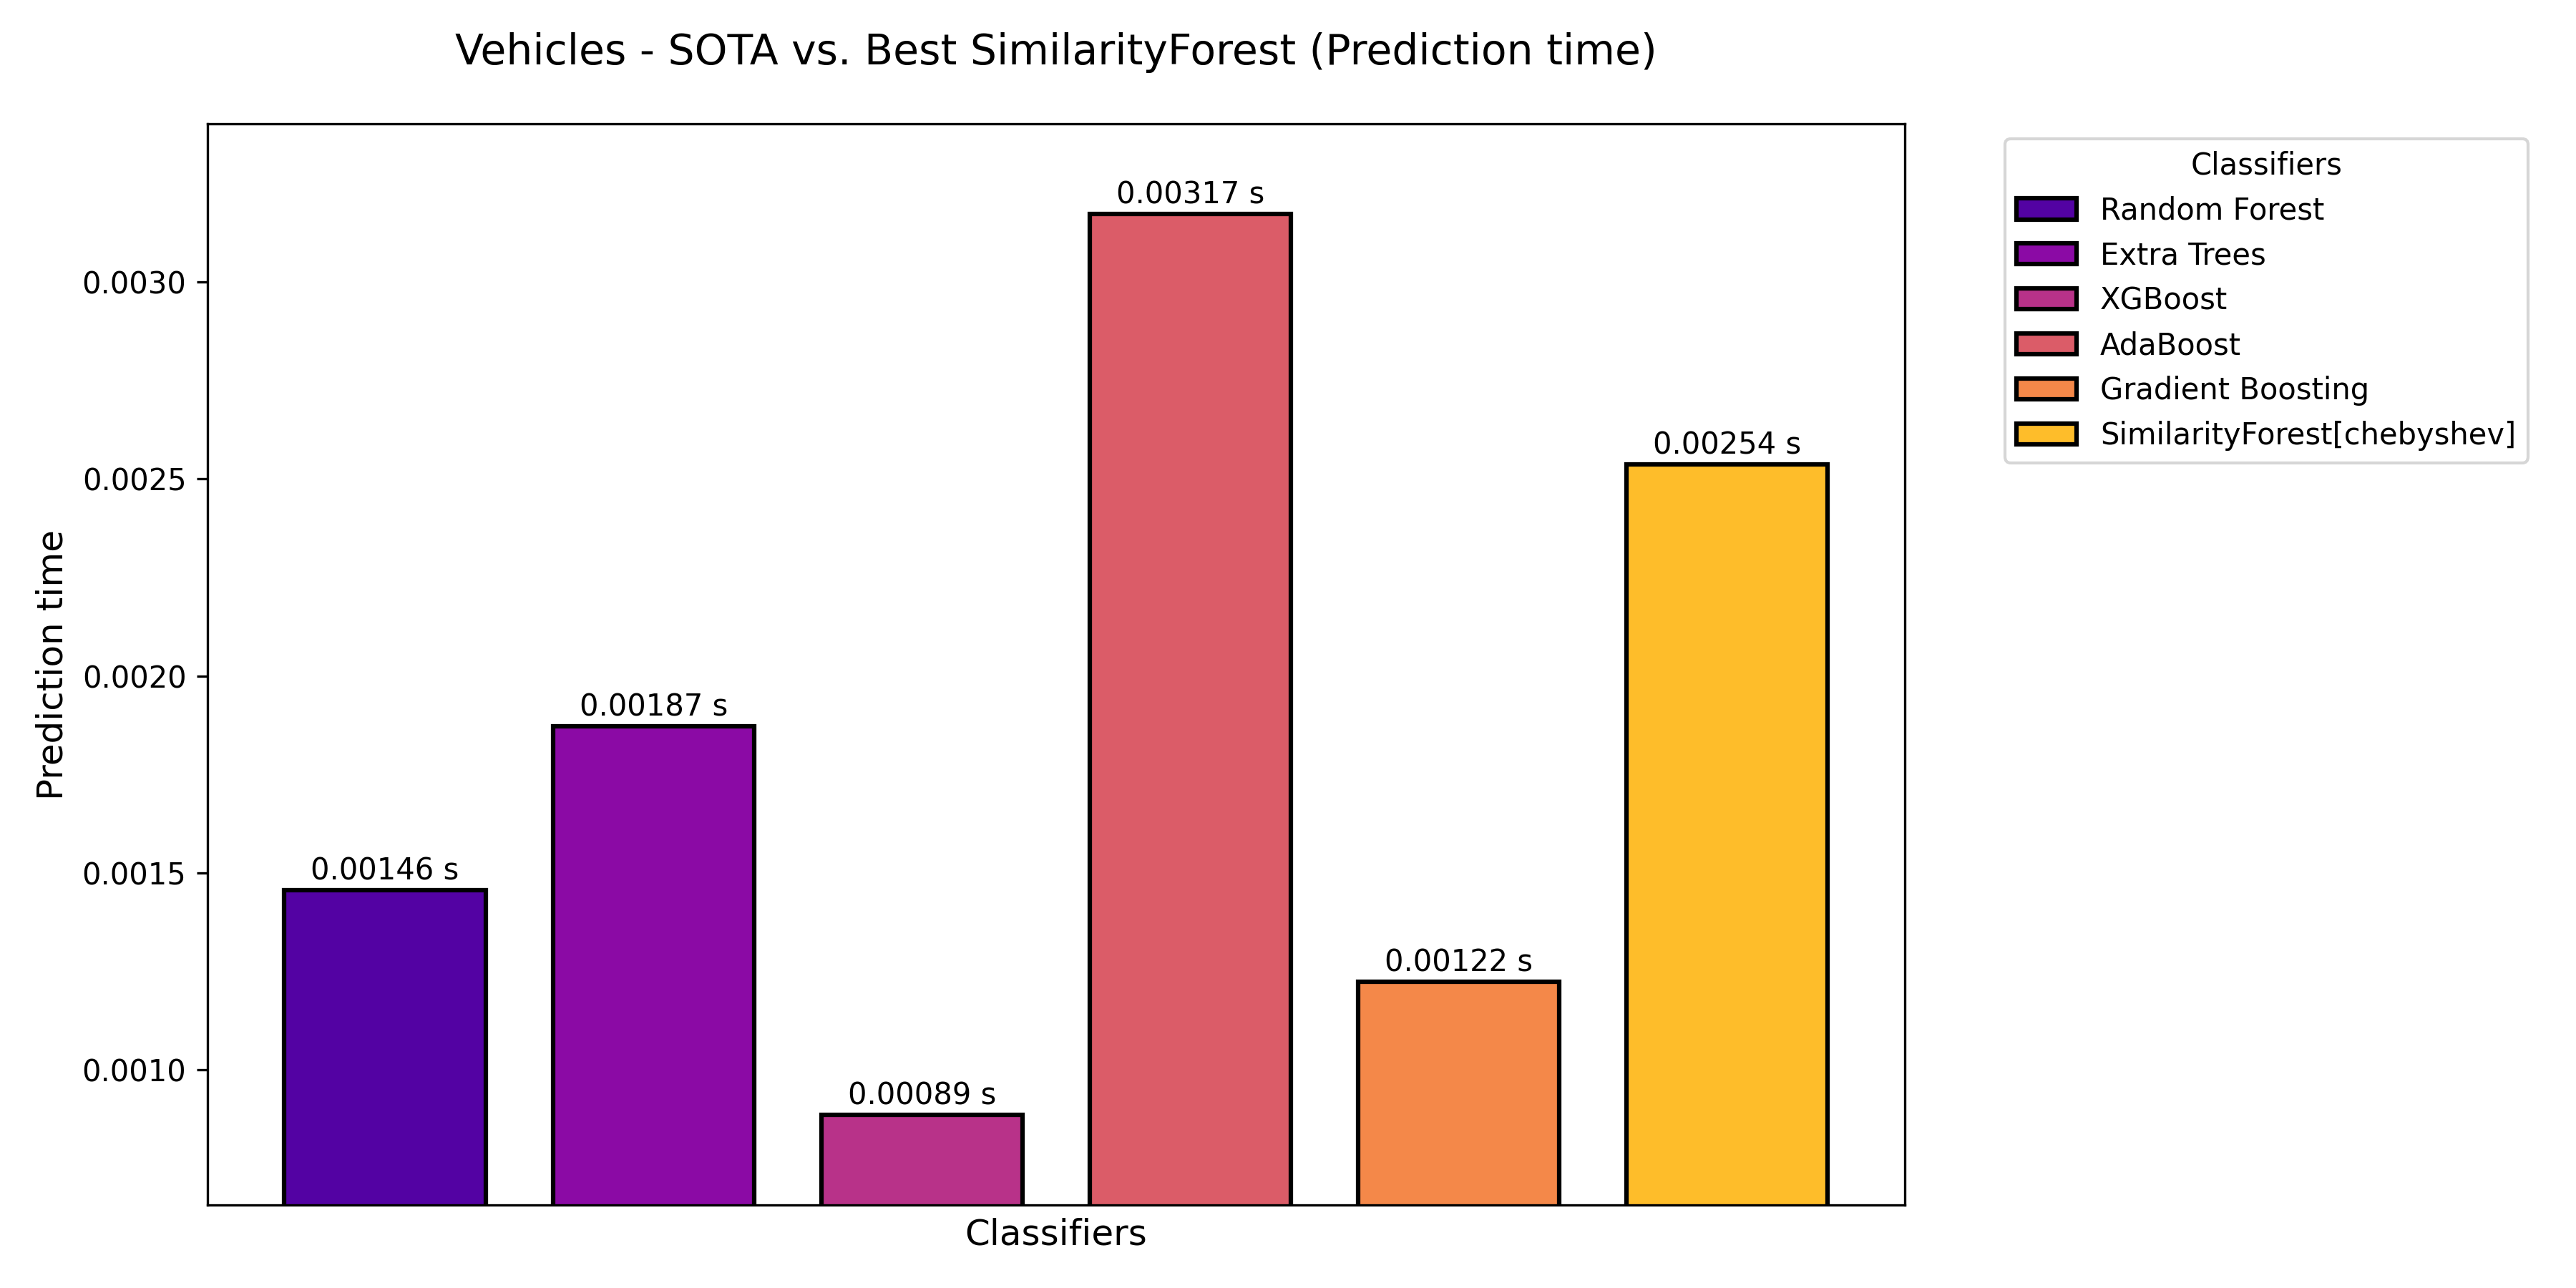 Vehicles - SOTA vs. Best SimilarityForest (Prediction time)
Prediction time
0.0030
0.0025
0.0020
0.0015
0.0010
0.00146 s
0.00187 s
0.00089 s
0.00317 s
0.00122 s
0.00254 s
Classifiers
Classifiers
Random Forest
Extra Trees
XGBoost
AdaBoost
Gradient Boosting
SimilarityForest[chebyshev]